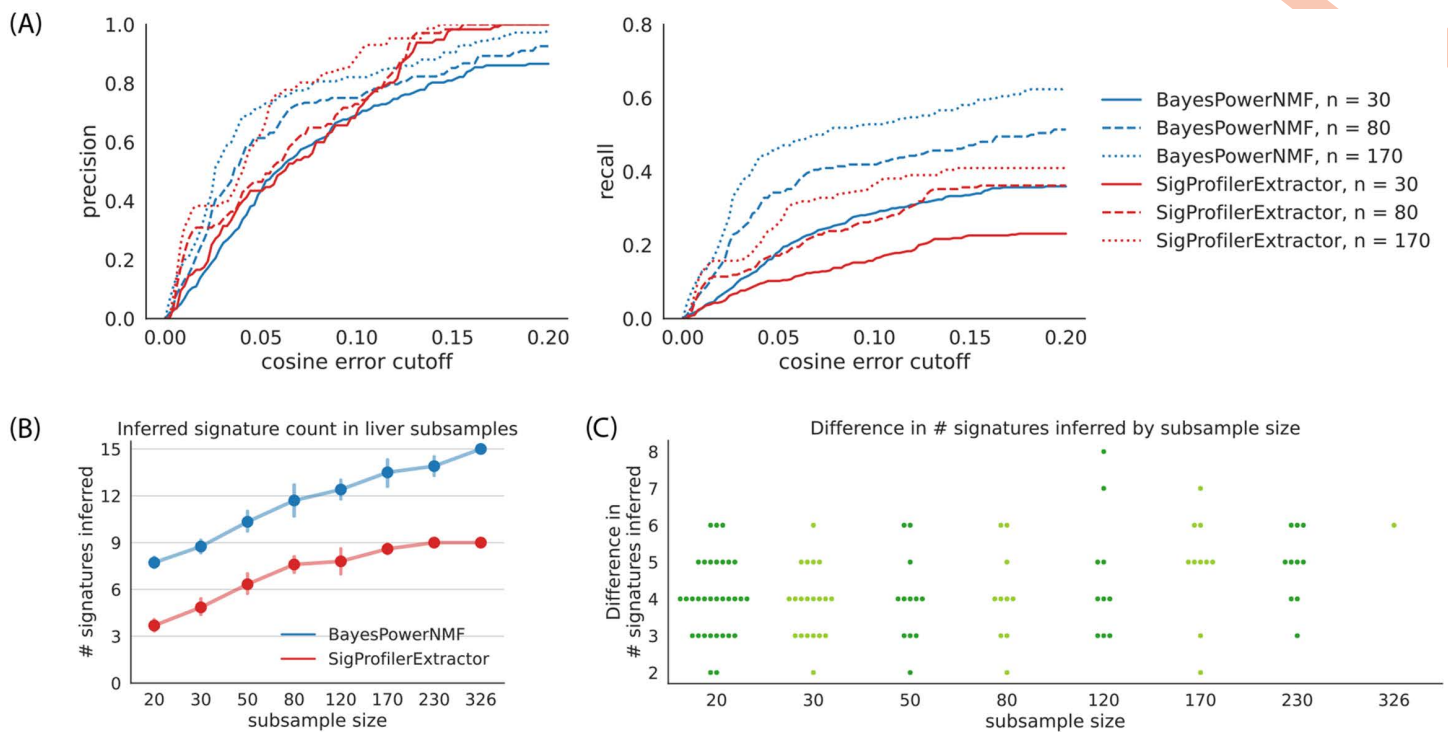 (A)
1.0
0.8
0.6
0.4
0.2
0.0
precision
0.00 0.05 0.10 0.15 0.20
cosine error cutoff
0.8
0.6
0.4
0.2
0.0
recall
0.00 0.05 0.10 0.15 0.20
cosine error cutoff
BayesPowerNMF, n = 30
BayesPowerNMF, n = 80
BayesPowerNMF, n = 170
SigProfilerExtractor, n = 30
SigProfilerExtractor, n = 80
SigProfilerExtractor, n = 170
(B)
Inferred signature count in liver subsamples
15
12
9
6
3
0
# signatures inferred
BayesPowerNMF
SigProfilerExtractor
20 30 50 80 120 170 230 326
subsample size
(C)
Difference in # signatures inferred by subsample size
8
7
6
5
4
3
2
Difference in
# signatures inferred
20 30 50 80 120 170 230 326
subsample size